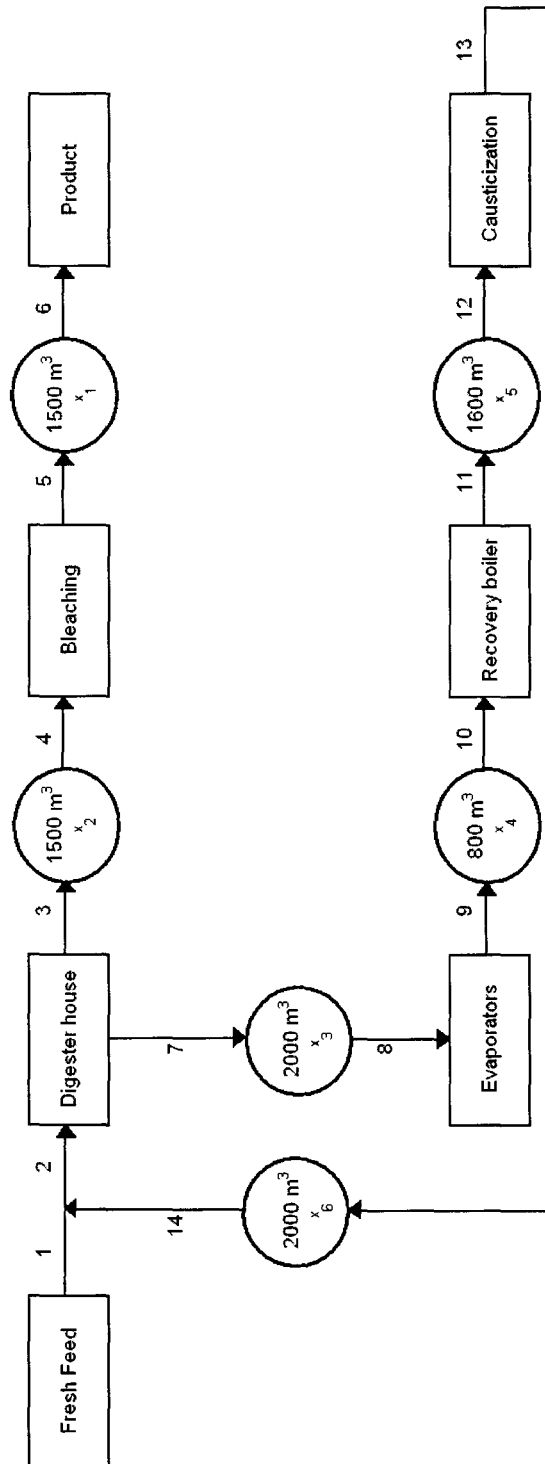 Fresh Feed
1
2
Digester house
3
1500 m³
x₂
4
Bleaching
5
1500 m³
x₁
6
Product
14
2000 m³
x₆
7
2000 m³
x₃
8
Evaporators
9
800 m³
x₄
10
Recovery boiler
11
1600 m³
x₅
12
Causticization
13